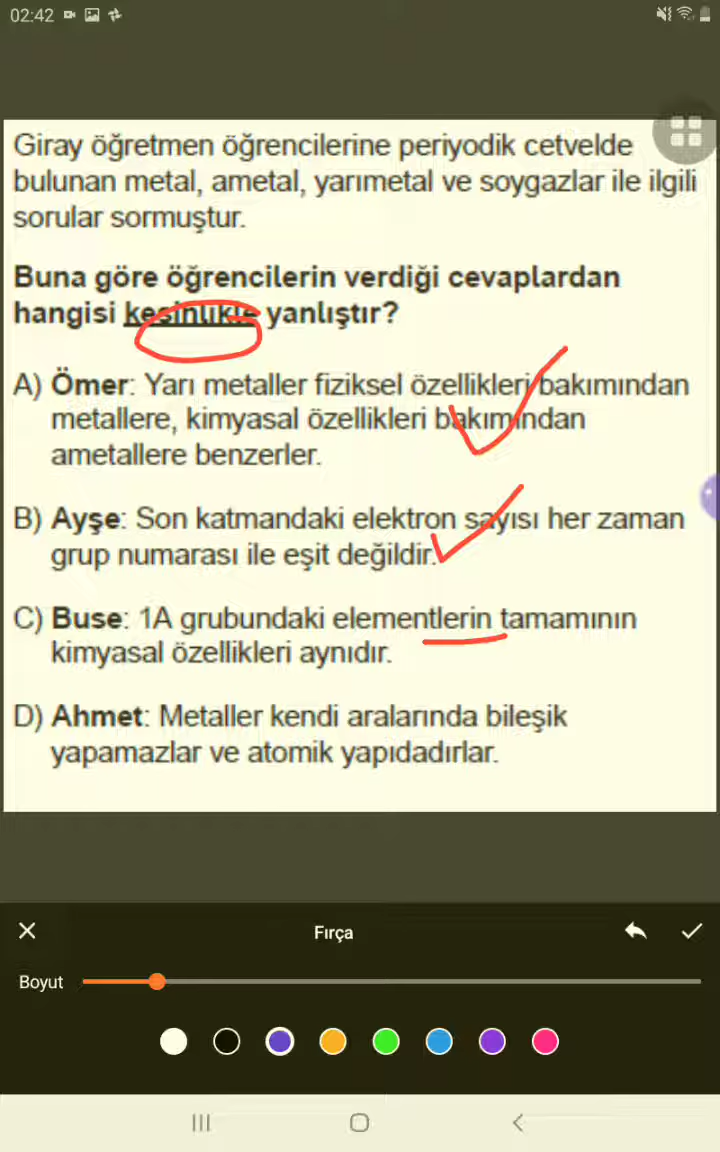 02:42
Giray öğretmen öğrencilerine periyodik cetvelde
bulunan metal, ametal, yarımetal ve soygazlar ile ilgili
sorular sormuştur.
Buna göre öğrencilerin verdiği cevaplardan
hangisi kesinlikle yanlıştır?
A) Ömer: Yarı metaller fiziksel özellikleri bakımından
metallere, kimyasal özellikleri bakımından
ametallere benzerler.
B) Ayşe: Son katmandaki elektron sayısı her zaman
grup numarası ile eşit değildir.
C) Buse: 1A grubundaki elementlerin tamamının
kimyasal özellikleri aynıdır.
D) Ahmet: Metaller kendi aralarında bileşik
yapamazlar ve atomik yapıdadırlar.
Fırça
Boyut